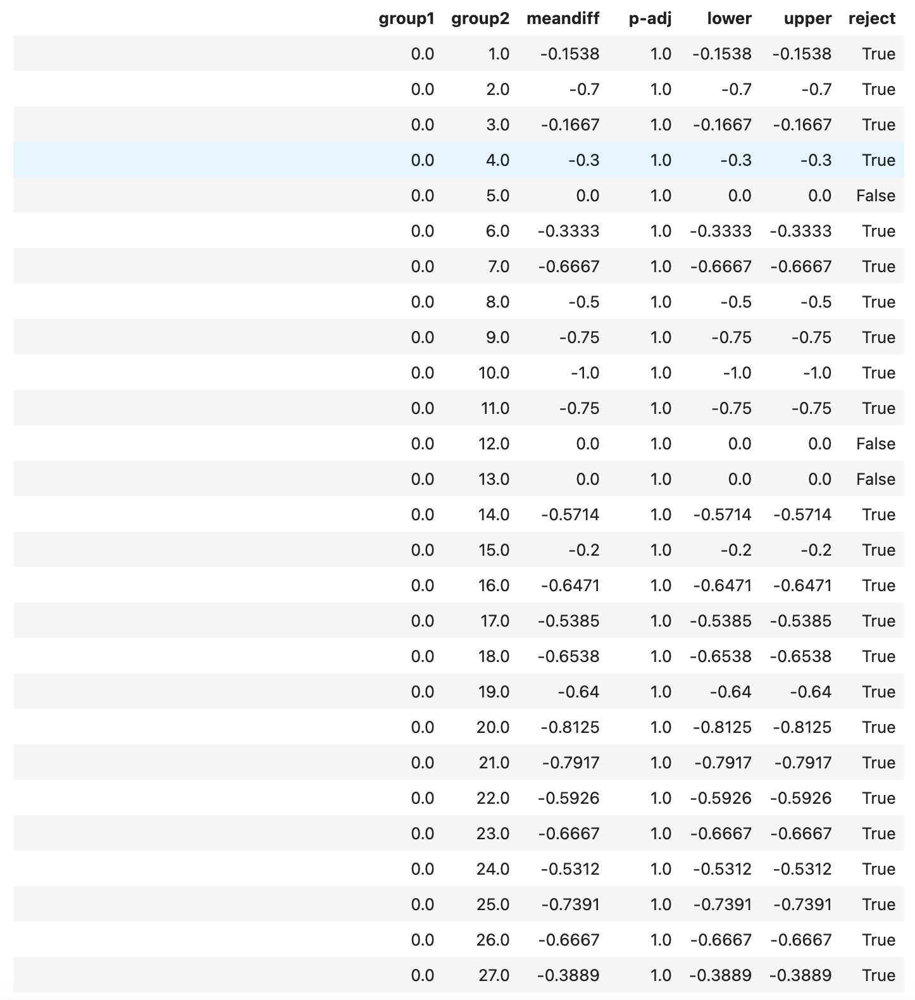 group1 group2 meandiff p-adj lower upper reject
0.0 1.0 -0.1538 1.0 -0.1538 -0.1538 True
0.0 2.0 -0.7 1.0 -0.7 -0.7 True
0.0 3.0 -0.1667 1.0 -0.1667 -0.1667 True
0.0 4.0 -0.3 1.0 -0.3 -0.3 True
0.0 5.0 0.0 1.0 0.0 0.0 False
0.0 6.0 -0.3333 1.0 -0.3333 -0.3333 True
0.0 7.0 -0.6667 1.0 -0.6667 -0.6667 True
0.0 8.0 -0.5 1.0 -0.5 -0.5 True
0.0 9.0 -0.75 1.0 -0.75 -0.75 True
0.0 10.0 -1.0 1.0 -1.0 -1.0 True
0.0 11.0 -0.75 1.0 -0.75 -0.75 True
0.0 12.0 0.0 1.0 0.0 0.0 False
0.0 13.0 0.0 1.0 0.0 0.0 False
0.0 14.0 -0.5714 1.0 -0.5714 -0.5714 True
0.0 15.0 -0.2 1.0 -0.2 -0.2 True
0.0 16.0 -0.6471 1.0 -0.6471 -0.6471 True
0.0 17.0 -0.5385 1.0 -0.5385 -0.5385 True
0.0 18.0 -0.6538 1.0 -0.6538 -0.6538 True
0.0 19.0 -0.64 1.0 -0.64 -0.64 True
0.0 20.0 -0.8125 1.0 -0.8125 -0.8125 True
0.0 21.0 -0.7917 1.0 -0.7917 -0.7917 True
0.0 22.0 -0.5926 1.0 -0.5926 -0.5926 True
0.0 23.0 -0.6667 1.0 -0.6667 -0.6667 True
0.0 24.0 -0.5312 1.0 -0.5312 -0.5312 True
0.0 25.0 -0.7391 1.0 -0.7391 -0.7391 True
0.0 26.0 -0.6667 1.0 -0.6667 -0.6667 True
0.0 27.0 -0.3889 1.0 -0.3889 -0.3889 True